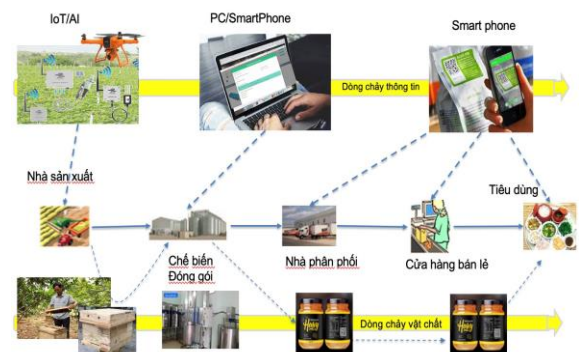 IoT/AI
PC/SmartPhone
Smart phone
Dòng chảy thông tin
Nhà sản xuất
Tiêu dùng
Chế biến
Đóng gói
Nhà phân phối
Cửa hàng bán lẻ
Dòng chảy vật chất